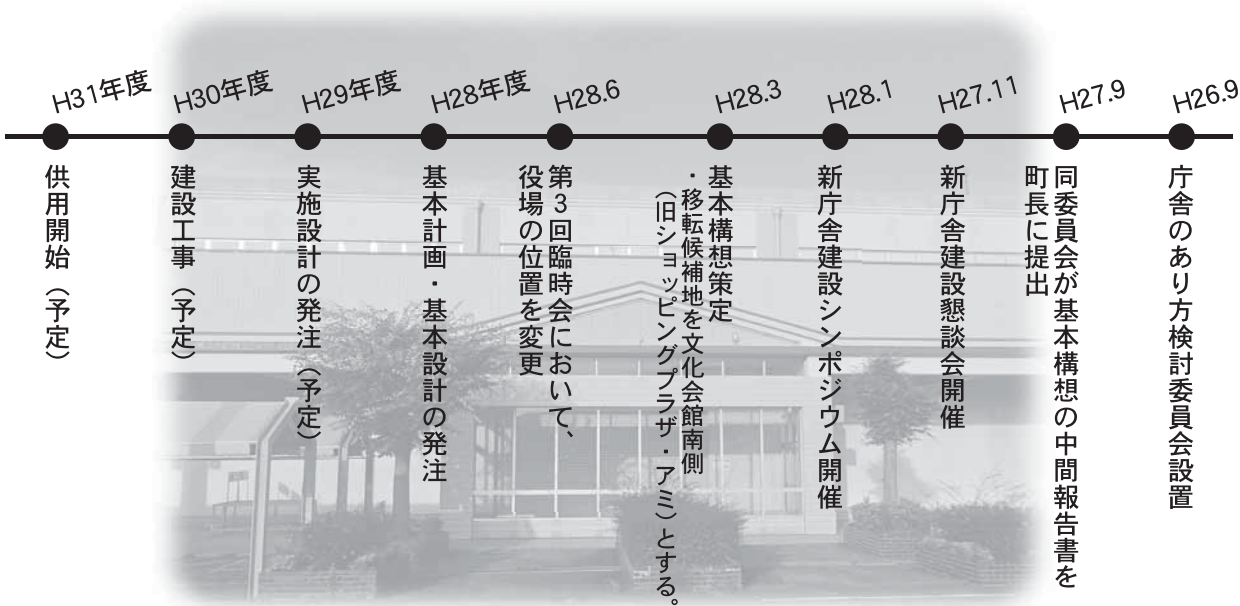 H26.9
庁舎のあり方検討委員会設置
H27.9
同委員会が基本構想の中間報告書を
町長に提出
H27.11
新庁舎建設懇談会開催
H28.1
新庁舎建設シンポジウム開催
H28.3
基本構想策定
・移転候補地を文化会館南側
（旧ショッピングプラザ・アミ）とする。
H28.6
第3回臨時会において、
役場の位置を変更
H28年度
基本計画・基本設計の発注
H29年度
実施設計の発注（予定）
H30年度
建設工事（予定）
H31年度
供用開始（予定）